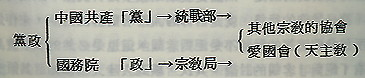 黨政
中國共產「黨」→統戰部→
國務院 「政」→宗教局→
其他宗教的協會
愛國會(天主教)